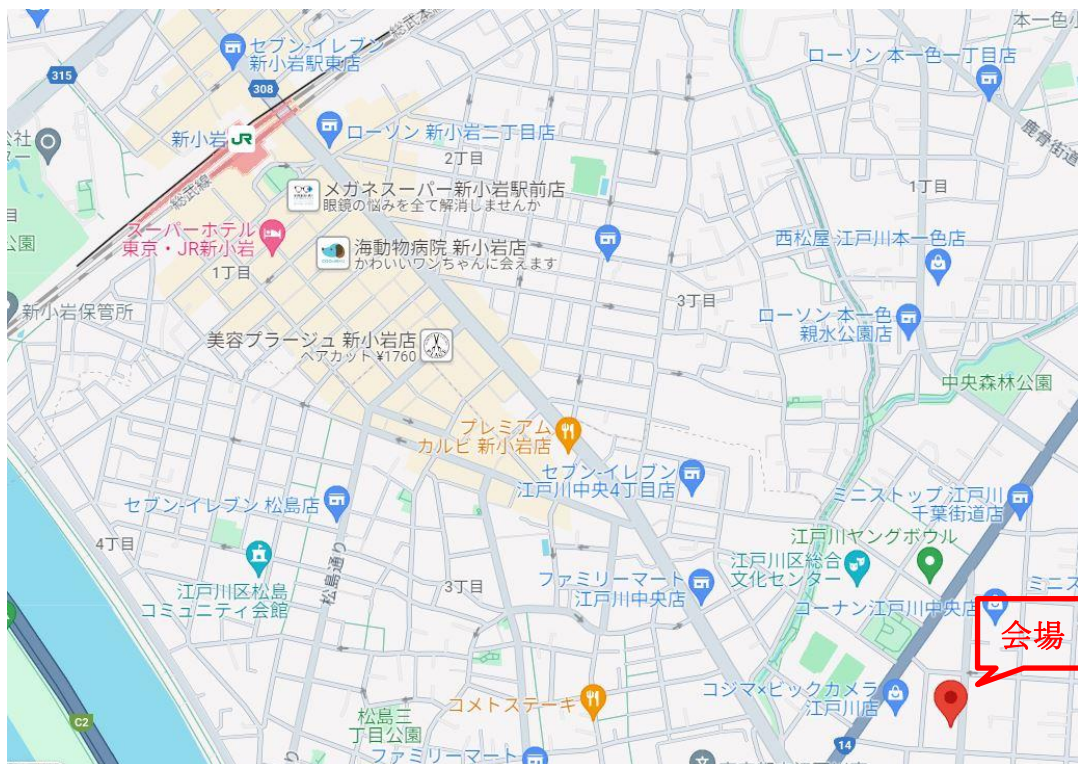 本一色
セブン-イレブン
新小岩駅東店
総武本線
ローソン 本一色一丁目店
315
308
新小岩
JR
ローソン 新小岩二丁目店
鹿骨街道
2丁目
1丁目
総武線
メガネスーパー新小岩駅前店
眼鏡の悩みを全て解消しませんか
スーパーホテル
東京・JR新小岩
1丁目
海動物病院 新小岩店
かわいいワンちゃんに会えます
西松屋 江戸川本一色店
公園
新小岩保管所
3丁目
ローソン 本一色
親水公園店
美容プラージュ 新小岩店
ヘアカット ¥1760
中央森林公園
プレミアム
カルビ 新小岩店
セブン-イレブン
江戸川中央4丁目店
セブン-イレブン 松島店
ミニストップ 江戸川
千葉街道店
4丁目
江戸川ヤングボウル
江戸川区総合
文化センター
江戸川区松島
コミュニティ会館
松島通り
3丁目
ファミリーマート
江戸川中央店
コーナン江戸川中央店
ミニス
会場
コジマ×ビックカメラ
江戸川店
コメトステーキ
松島三
丁目公園
C2
14
ファミリーマート